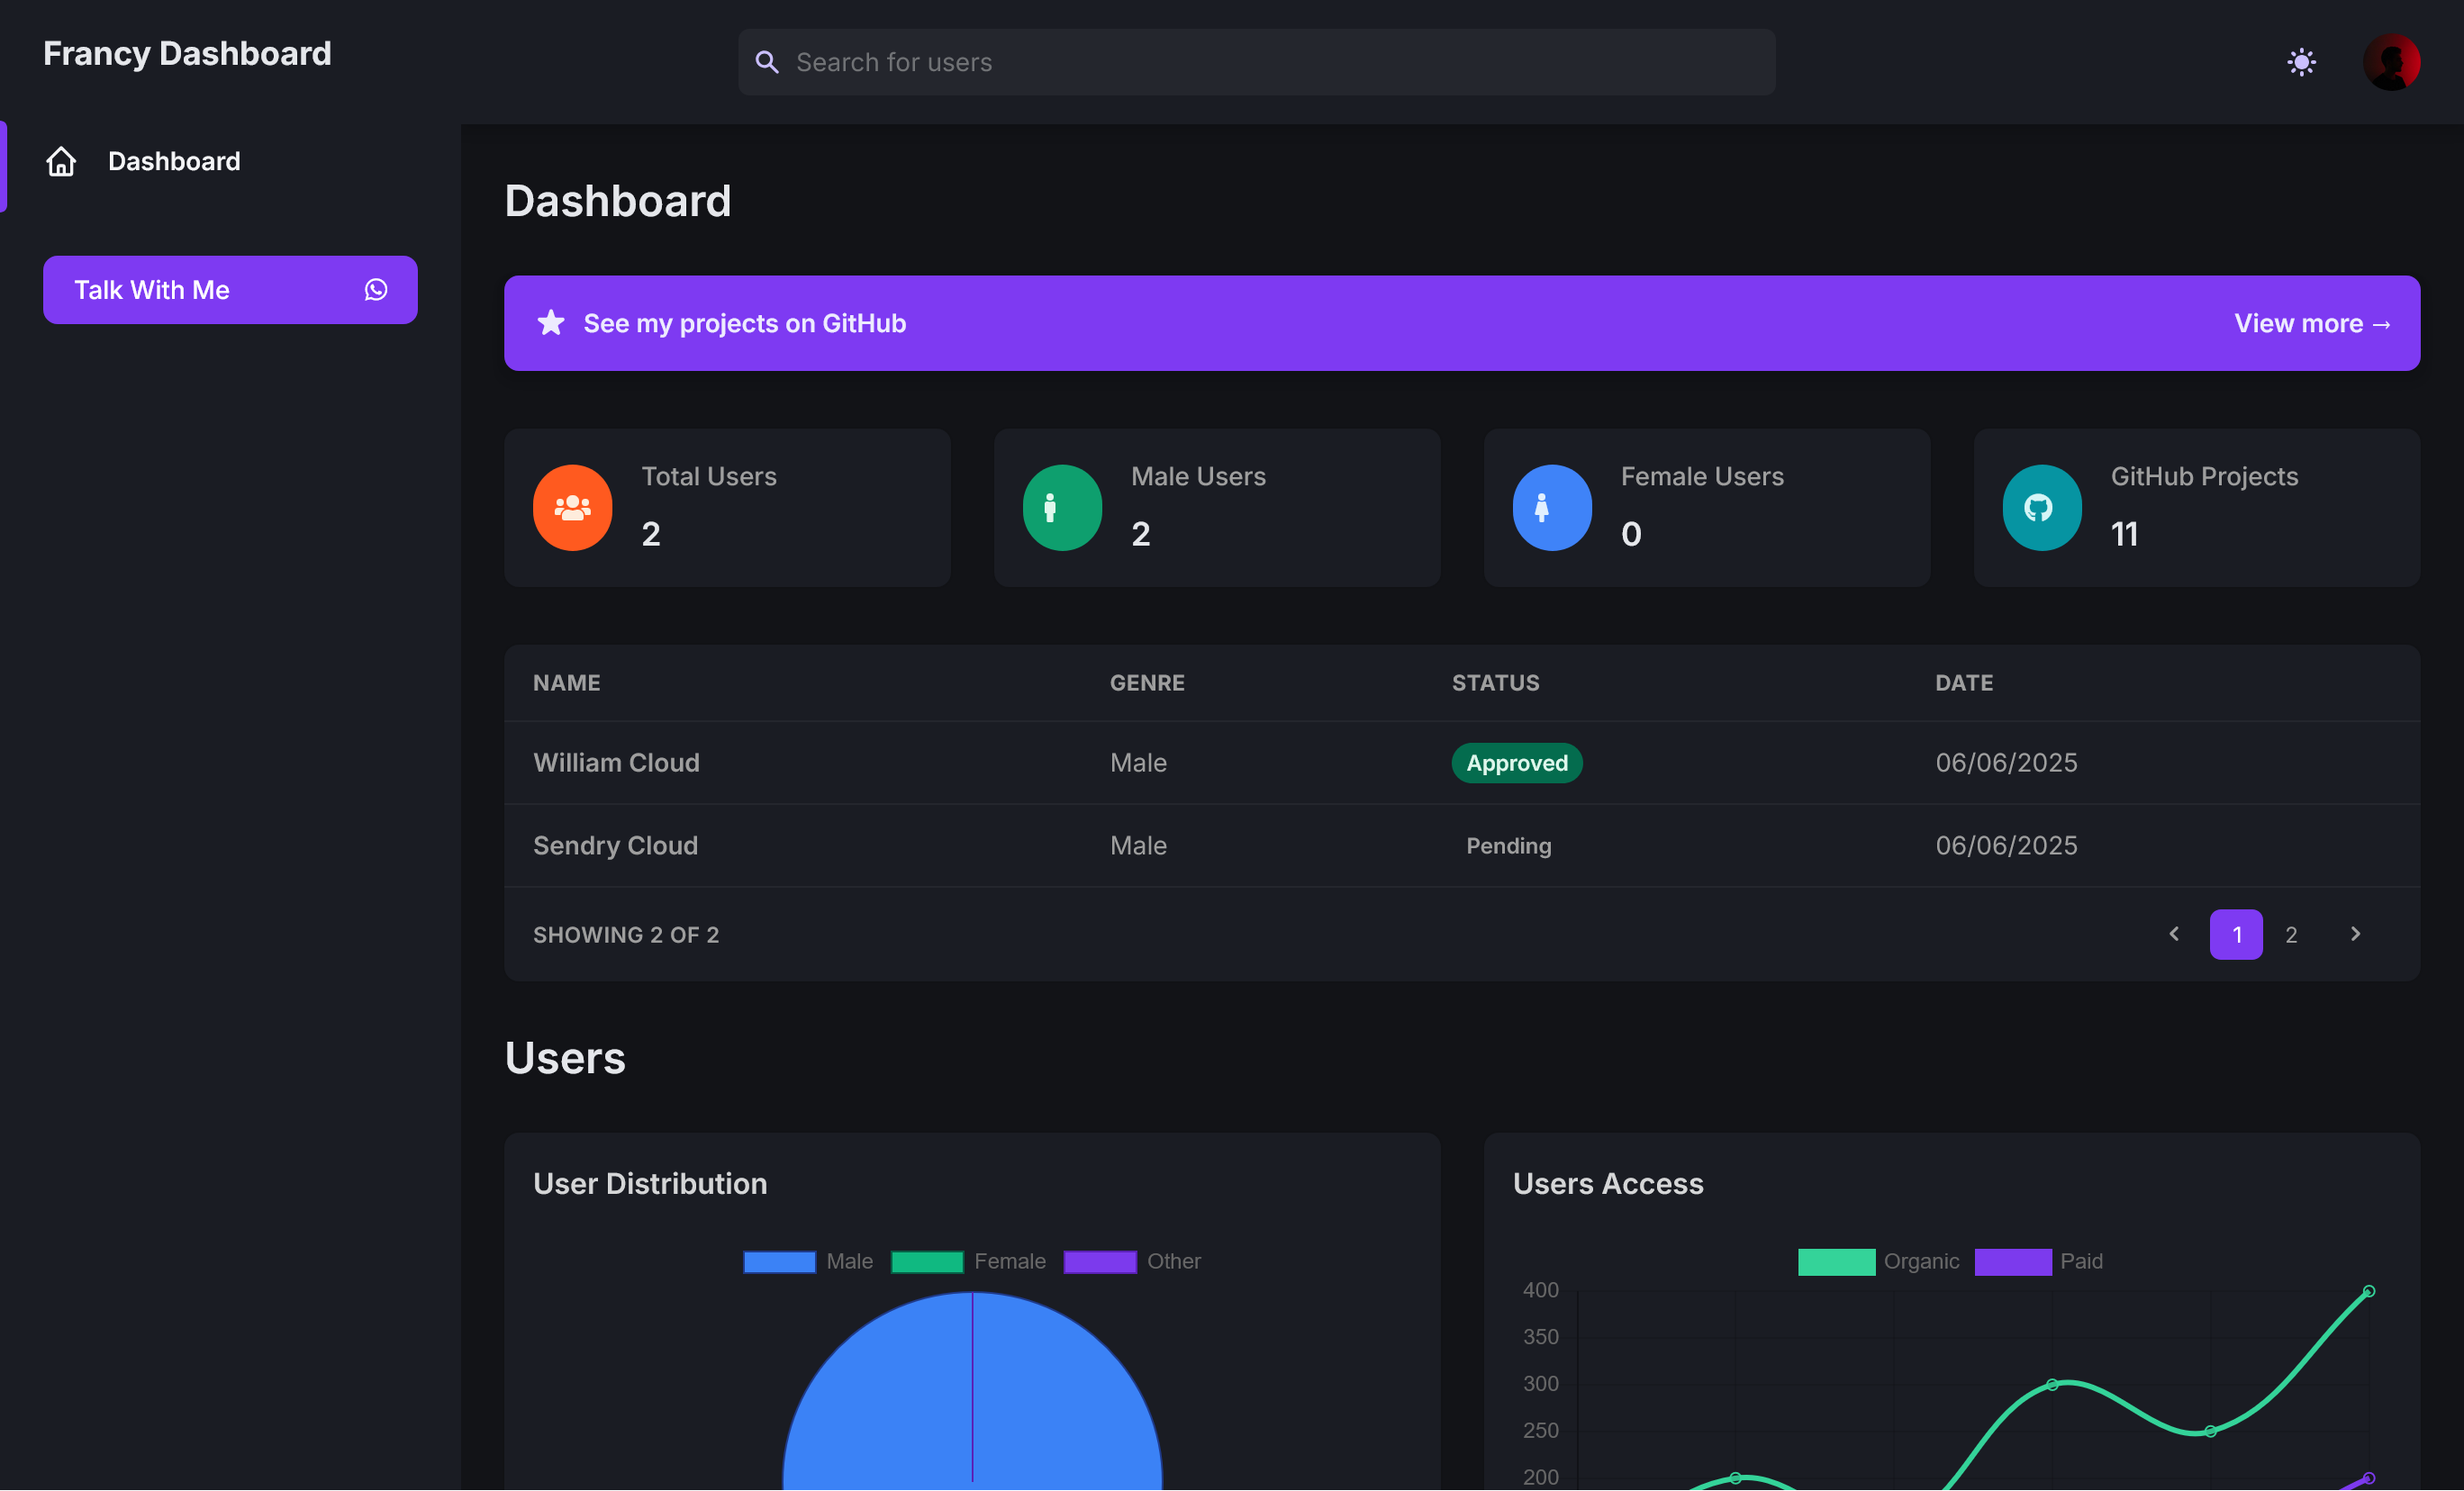 Francy Dashboard
Search for users
Dashboard
Talk With Me
Dashboard
See my projects on GitHub
View more →
Total Users
2
Male Users
2
Female Users
0
GitHub Projects
11
NAME GENRE STATUS DATE
William Cloud Male Approved 06/06/2025
Sendry Cloud Male Pending 06/06/2025
SHOWING 2 OF 2
1 2
Users
User Distribution
Male Female Other
Users Access
Organic Paid
400
350
300
250
200